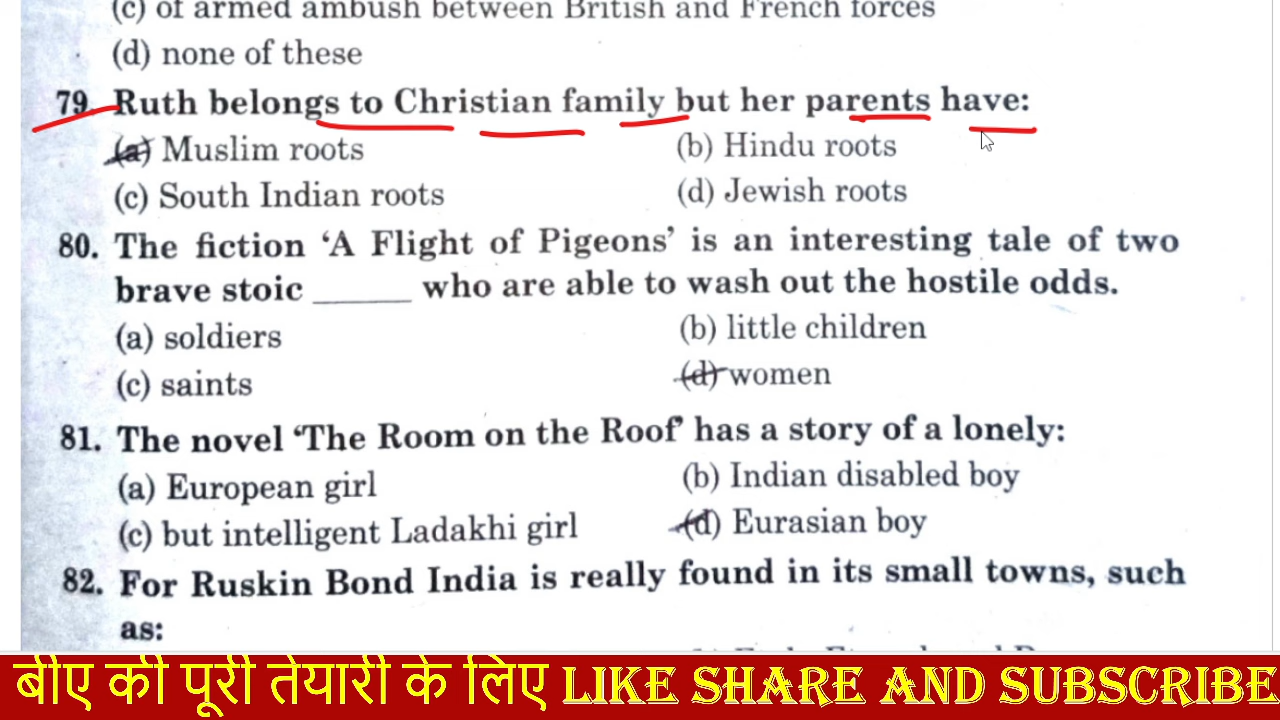 (c) of armed ambush between British and French forces
(d) none of these
79. Ruth belongs to Christian family but her parents have:
(a) Muslim roots (b) Hindu roots
(c) South Indian roots (d) Jewish roots
80. The fiction ‘A Flight of Pigeons’ is an interesting tale of two
brave stoic ______ who are able to wash out the hostile odds.
(a) soldiers (b) little children
(c) saints (d) women
81. The novel ‘The Room on the Roof’ has a story of a lonely:
(a) European girl (b) Indian disabled boy
(c) but intelligent Ladakhi girl (d) Eurasian boy
82. For Ruskin Bond India is really found in its small towns, such
as:
बीए की पूरी तैयारी के लिए LIKE SHARE AND SUBSCRIBE